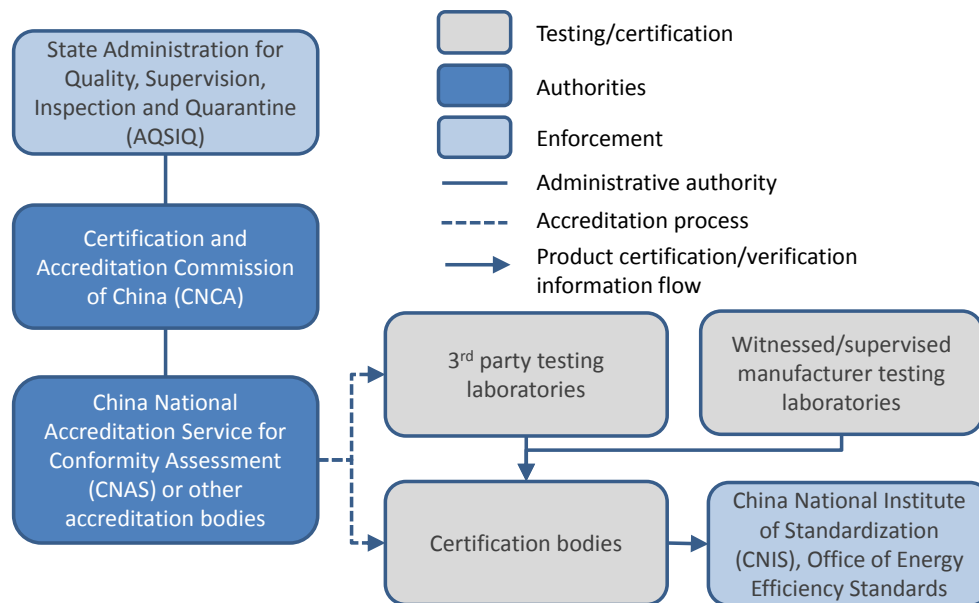 State Administration for
Quality, Supervision,
Inspection and Quarantine
(AQSIQ)
Certification and
Accreditation Commission
of China (CNCA)
China National
Accreditation Service for
Conformity Assessment
(CNAS) or other
accreditation bodies
Testing/certification
Authorities
Enforcement
Administrative authority
Accreditation process
Product certification/verification
information flow
3rd party testing
laboratories
Witnessed/supervised
manufacturer testing
laboratories
Certification bodies
China National Institute
of Standardization
(CNIS), Office of Energy
Efficiency Standards